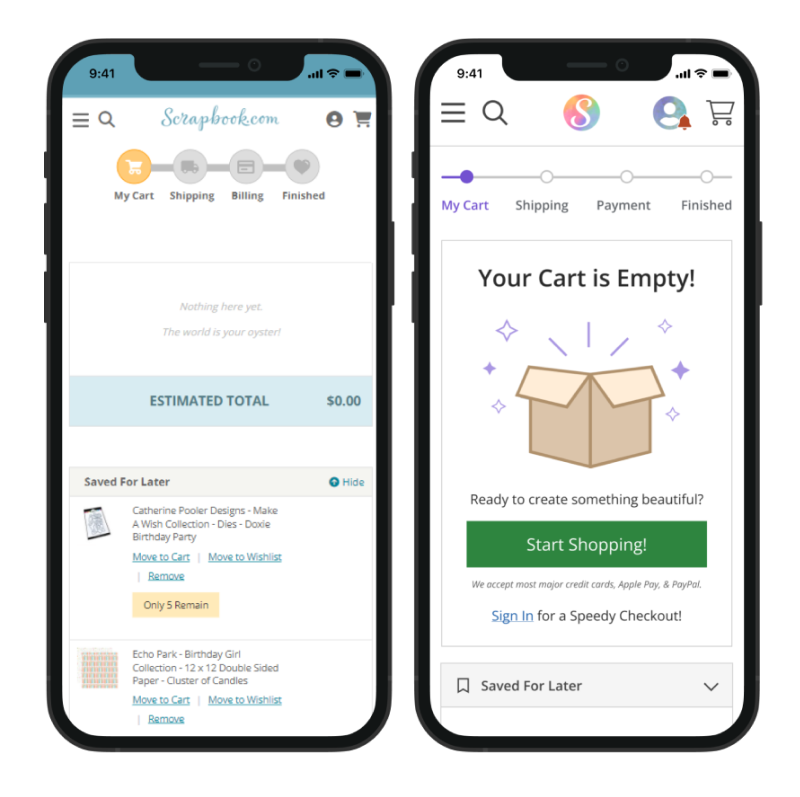 9:41
Scrapbook.com
My Cart Shipping Billing Finished
Nothing here yet.
The world is your oyster!
ESTIMATED TOTAL $0.00
Saved For Later Hide
Catherine Pooler Designs - Make
A Wish Collection - Dies - Doxie
Birthday Party
Move to Cart | Move to Wishlist
| Remove
Only 5 Remain
Echo Park - Birthday Girl
Collection - 12 x 12 Double Sided
Paper - Cluster of Candles
Move to Cart | Move to Wishlist
| Remove
9:41
S
My Cart Shipping Payment Finished
Your Cart is Empty!
Ready to create something beautiful?
Start Shopping!
We accept most major credit cards, Apple Pay, & PayPal.
Sign In for a Speedy Checkout!
Saved For Later